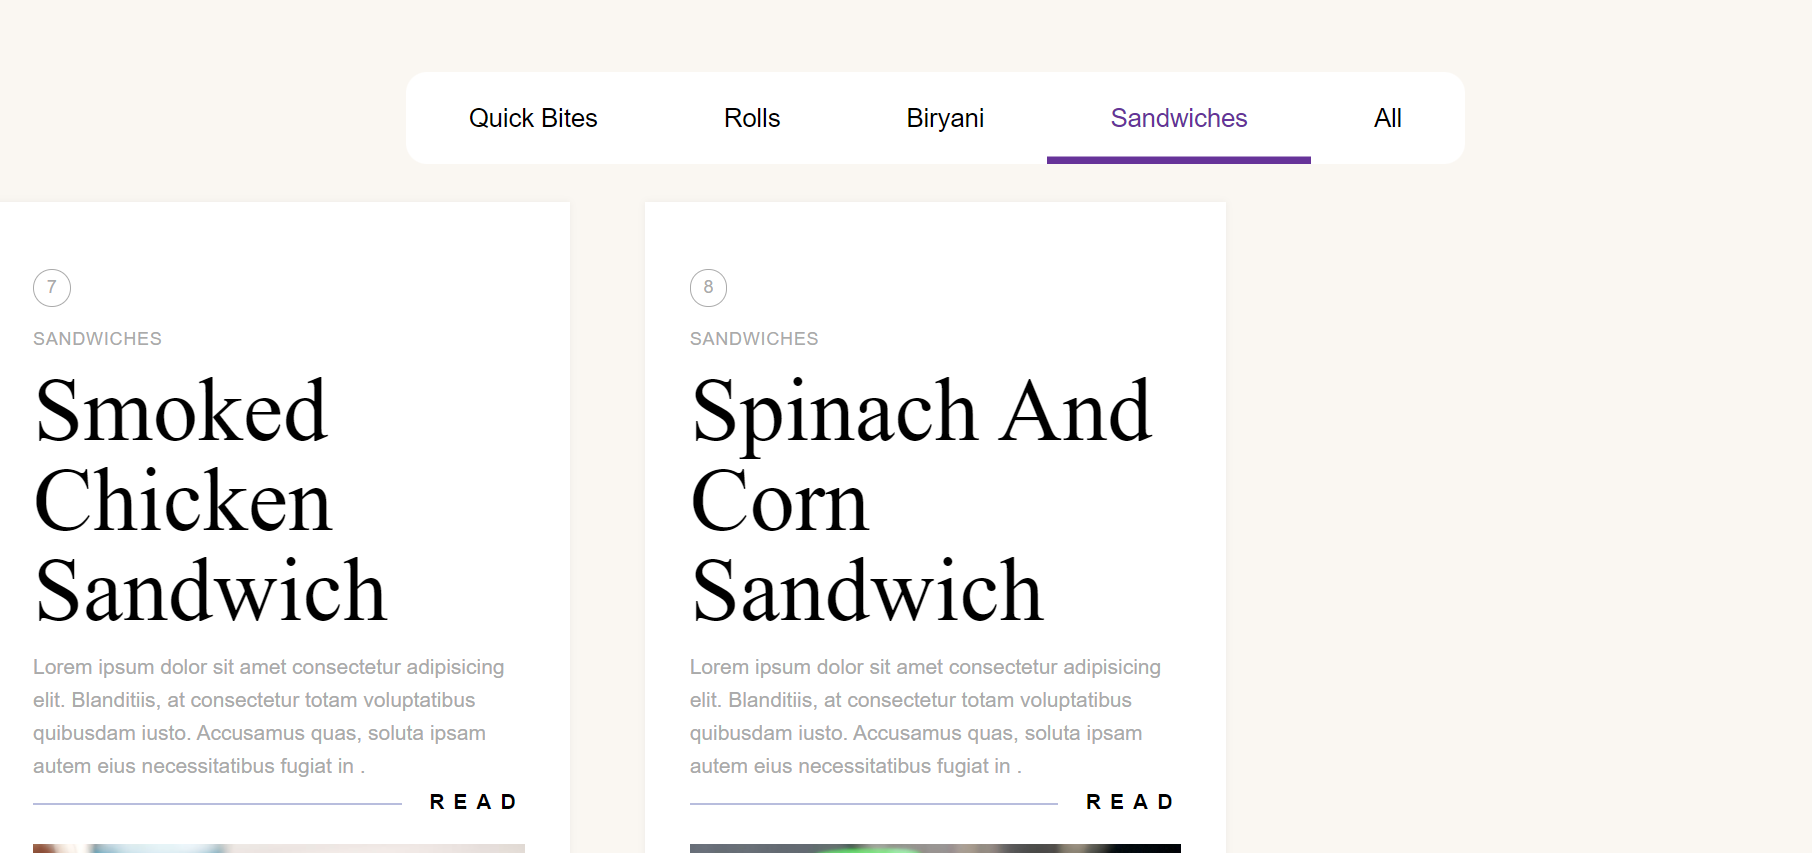 Quick Bites Rolls Biryani Sandwiches All
7
SANDWICHES
Smoked
Chicken
Sandwich
Lorem ipsum dolor sit amet consectetur adipisicing
elit. Blanditiis, at consectetur totam voluptatibus
quibusdam iusto. Accusamus quas, soluta ipsam
autem eius necessitatibus fugiat in .
READ
8
SANDWICHES
Spinach And
Corn
Sandwich
Lorem ipsum dolor sit amet consectetur adipisicing
elit. Blanditiis, at consectetur totam voluptatibus
quibusdam iusto. Accusamus quas, soluta ipsam
autem eius necessitatibus fugiat in .
READ